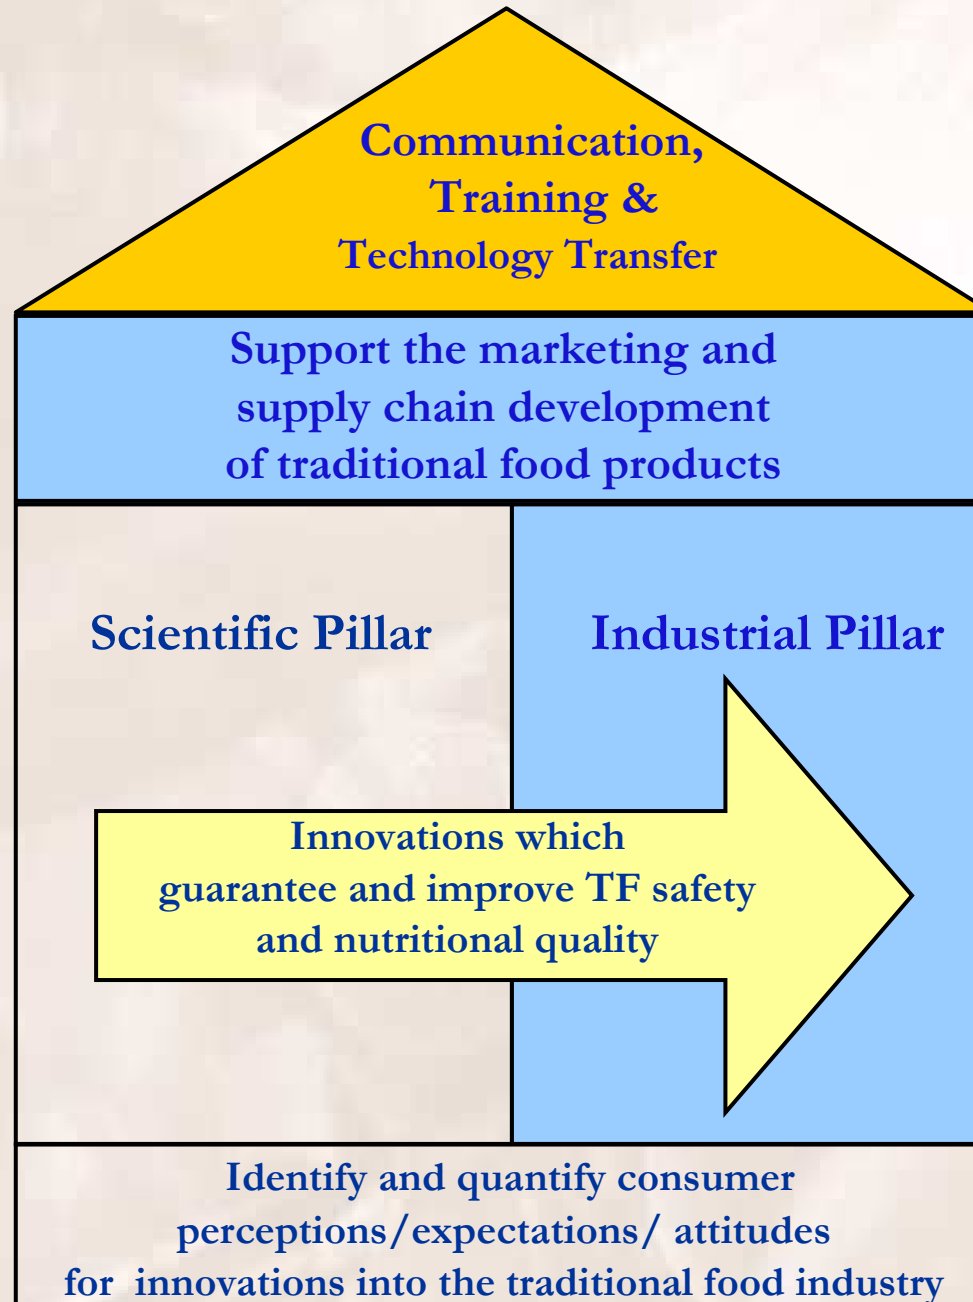 Communication,
Training &
Technology Transfer
Support the marketing and
supply chain development
of traditional food products
Scientific Pillar
Industrial Pillar
Innovations which
guarantee and improve TF safety
and nutritional quality
Identify and quantify consumer
perceptions/expectations/ attitudes
for innovations into the traditional food industry